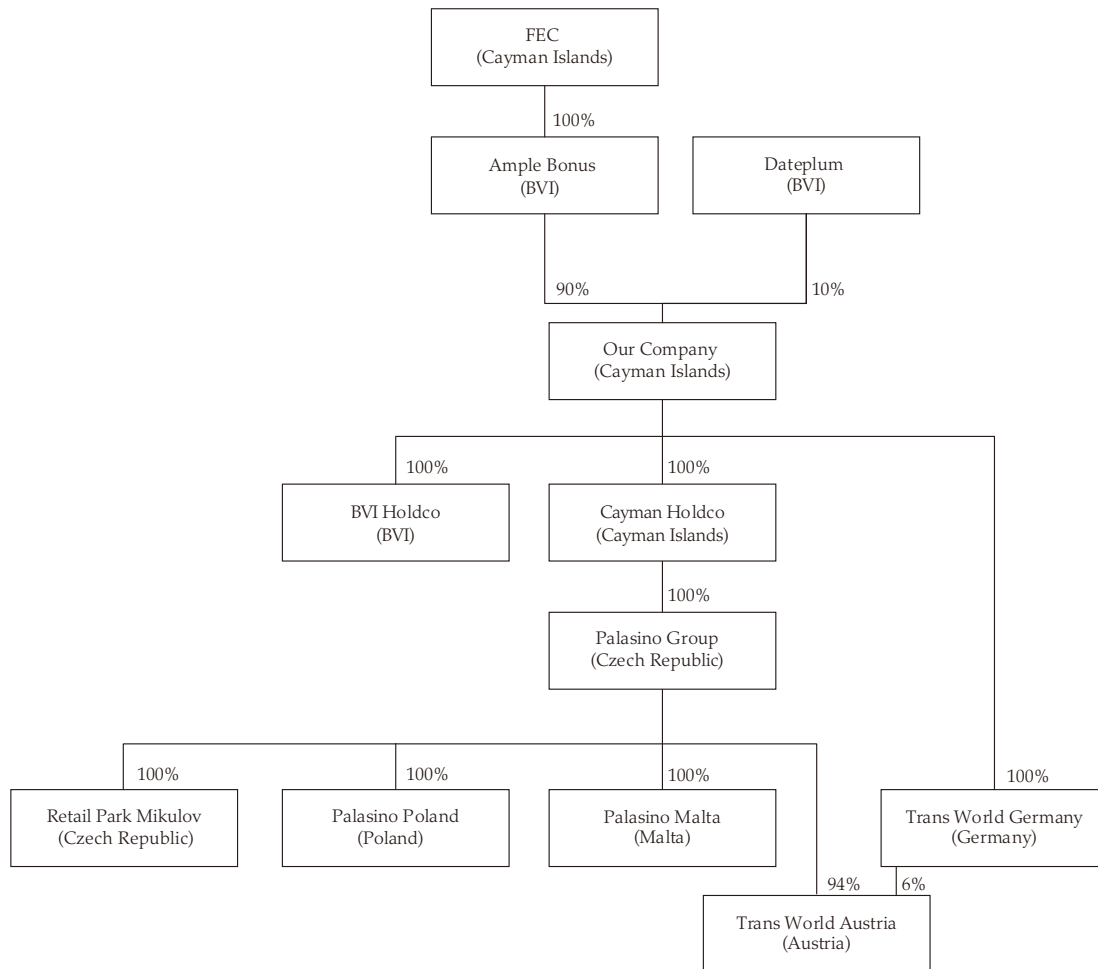 FEC
(Cayman Islands)
100%
Ample Bonus
(BVI)
Dateplum
(BVI)
90%
10%
Our Company
(Cayman Islands)
100%
100%
BVI Holdco
(BVI)
Cayman Holdco
(Cayman Islands)
100%
Palasino Group
(Czech Republic)
100%
100%
100%
100%
Retail Park Mikulov
(Czech Republic)
Palasino Poland
(Poland)
Palasino Malta
(Malta)
Trans World Germany
(Germany)
94%
6%
Trans World Austria
(Austria)